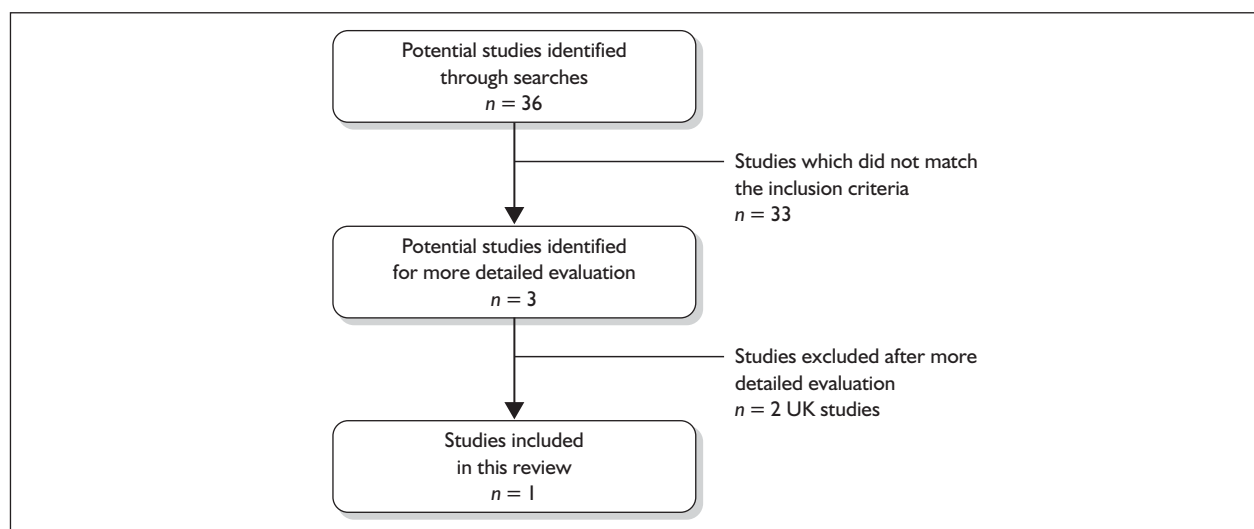 Potential studies identified
through searches
n = 36
Studies which did not match
the inclusion criteria
n = 33
Potential studies identified
for more detailed evaluation
n = 3
Studies excluded after more
detailed evaluation
n = 2 UK studies
Studies included
in this review
n = 1